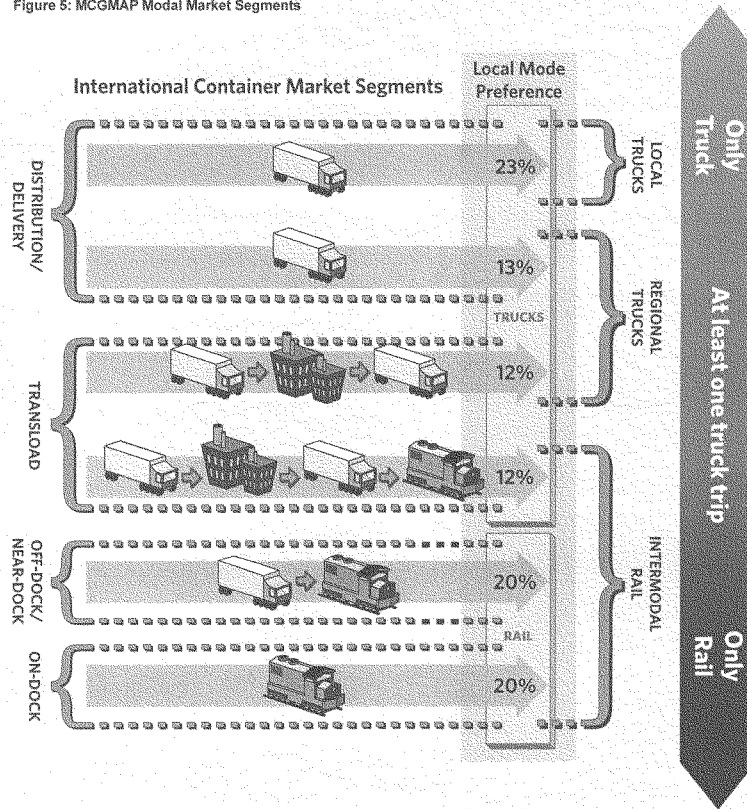 Figure 5: MCGMAP Modal Market Segments
International Container Market Segments
Local Mode
Preference
DISTRIBUTION/
DELIVERY
23%
LOCAL
TRUCKS
Only
Truck
13%
TRUCKS
REGIONAL
TRUCKS
At least one truck trip
TRANSLOAD
12%
12%
INTERMODAL
RAIL
OFF-DOCK/
NEAR-DOCK
20%
RAIL
ON-DOCK
20%
Only
Rail